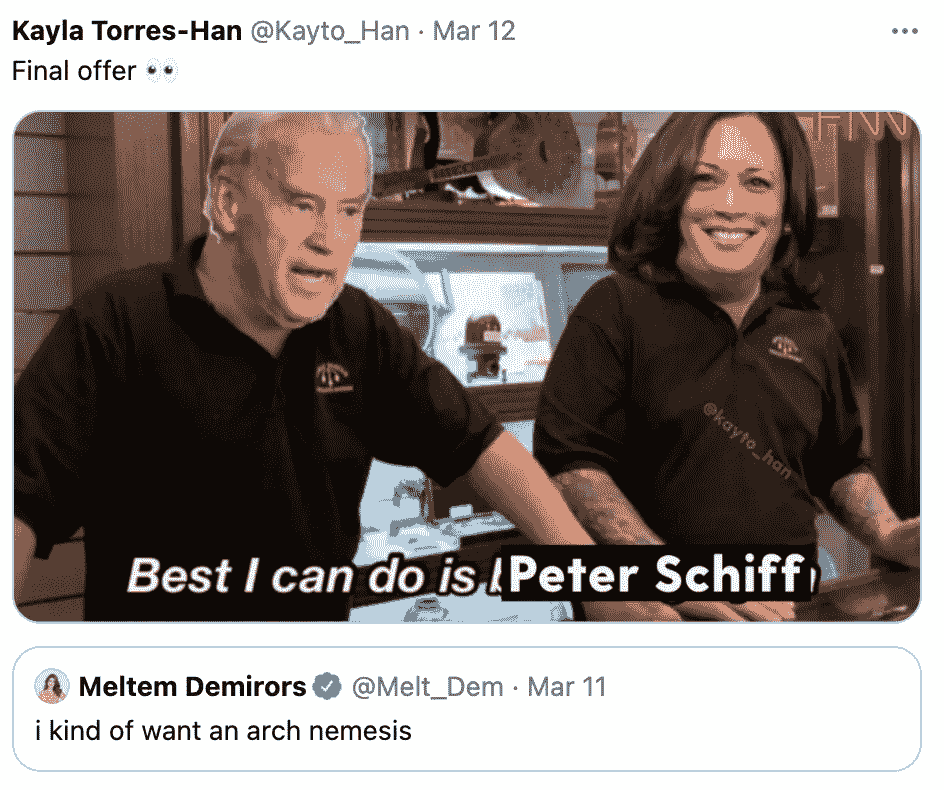 Kayla Torres-Han @Kayto_Han · Mar 12
Final offer 👀
FNN
@kayto_han
Best I can do is Peter Schiff
Meltem Demirors @Melt_Dem · Mar 11
i kind of want an arch nemesis